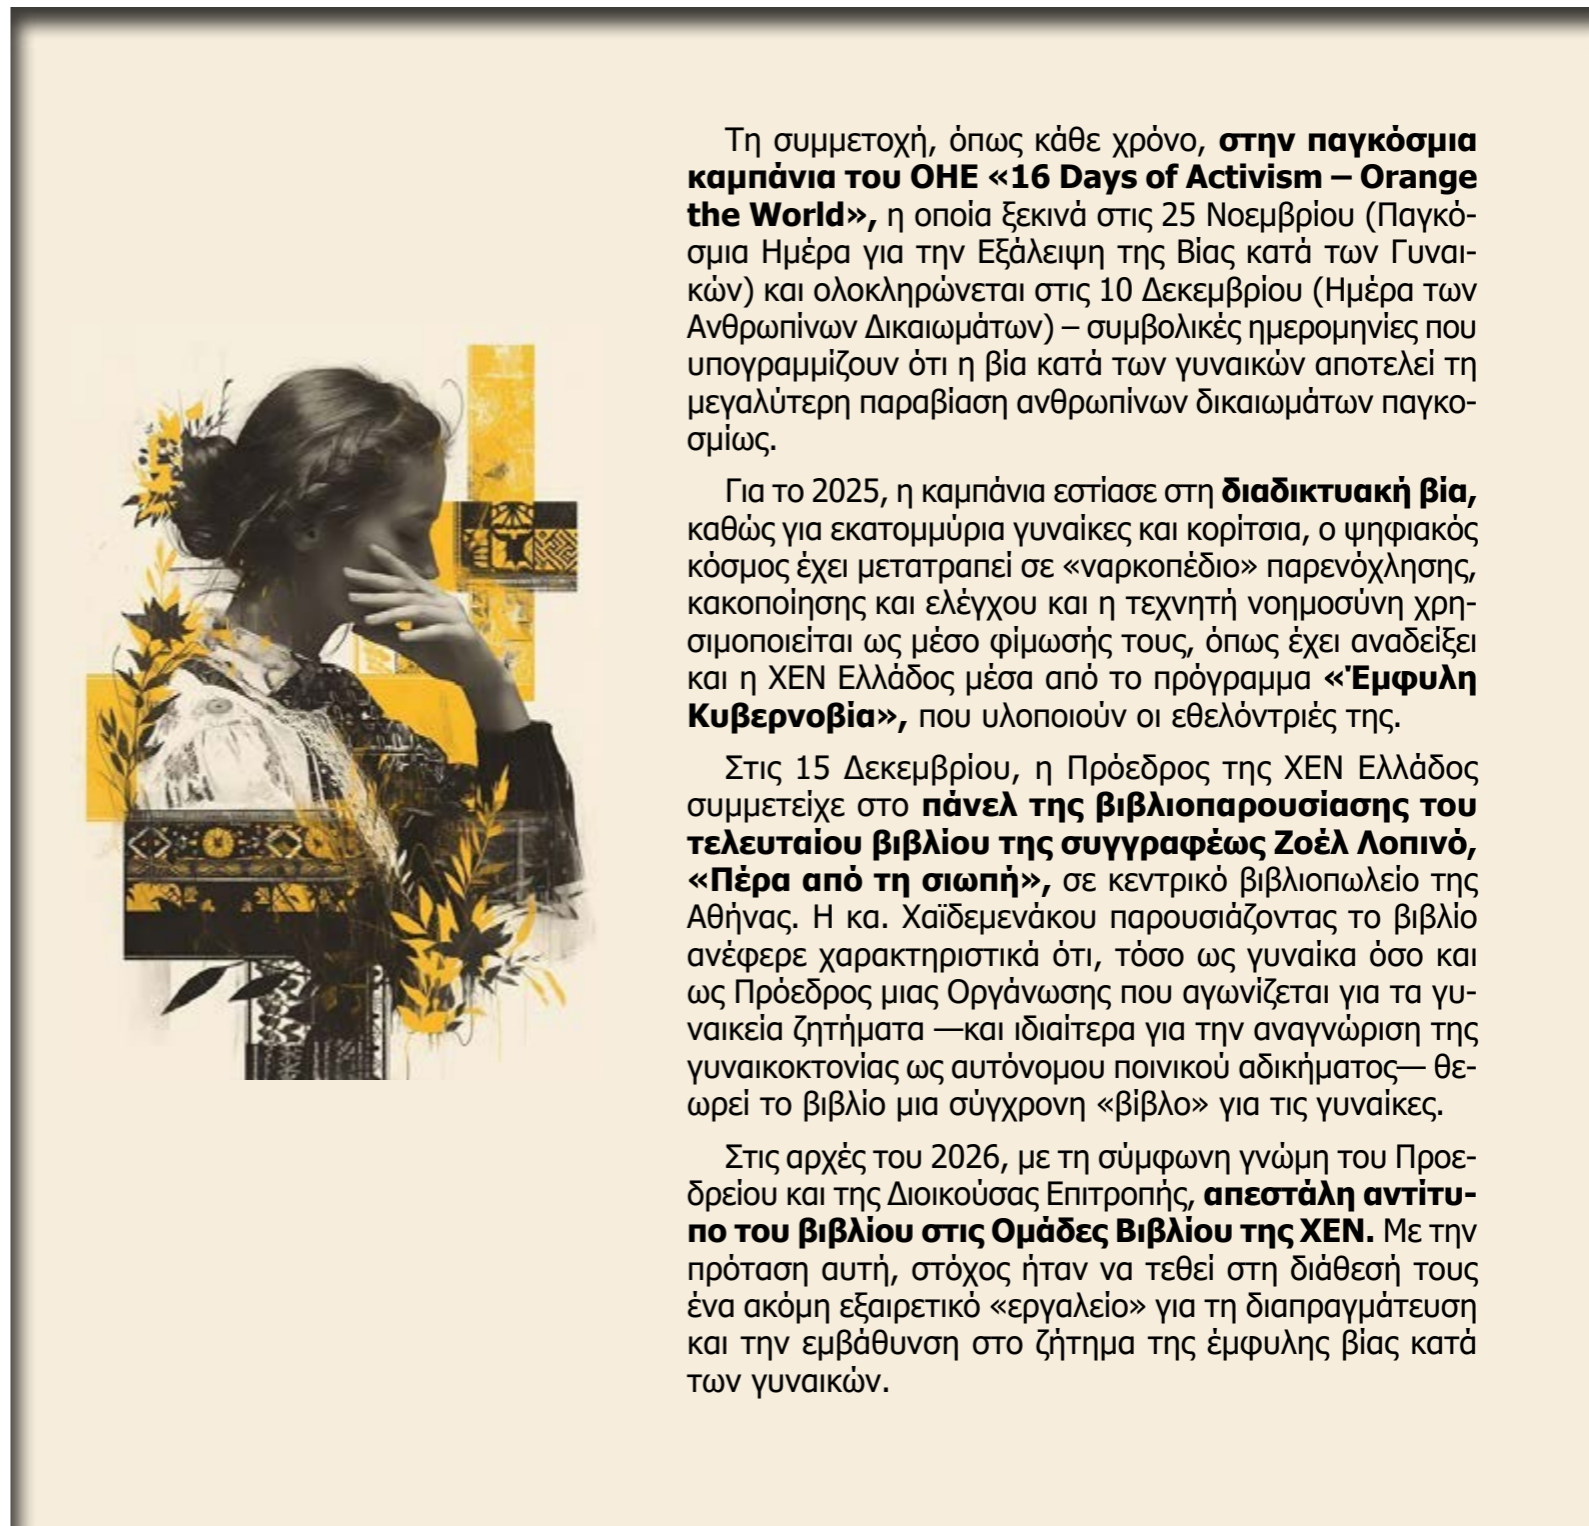 Τη συμμετοχή, όπως κάθε χρόνο, στην παγκόσμια
καμπάνια του ΟΗΕ «16 Days of Activism – Orange
the World», η οποία ξεκινά στις 25 Νοεμβρίου (Παγκό-
σμια Ημέρα για την Εξάλειψη της Βίας κατά των Γυναι-
κών) και ολοκληρώνεται στις 10 Δεκεμβρίου (Ημέρα των
Ανθρωπίνων Δικαιωμάτων) – συμβολικές ημερομηνίες που
υπογραμμίζουν ότι η βία κατά των γυναικών αποτελεί τη
μεγαλύτερη παραβίαση ανθρωπίνων δικαιωμάτων παγκο-
σμίως.
Για το 2025, η καμπάνια εστίασε στη διαδικτυακή βία,
καθώς για εκατομμύρια γυναίκες και κορίτσια, ο ψηφιακός
κόσμος έχει μετατραπεί σε «ναρκοπέδιο» παρενόχλησης,
κακοποίησης και ελέγχου και η τεχνητή νοημοσύνη χρη-
σιμοποιείται ως μέσο φίμωσής τους, όπως έχει αναδείξει
και η ΧΕΝ Ελλάδος μέσα από το πρόγραμμα «Έμφυλη
Κυβερνοβία», που υλοποιούν οι εθελόντριές της.
Στις 15 Δεκεμβρίου, η Πρόεδρος της ΧΕΝ Ελλάδος
συμμετείχε στο πάνελ της βιβλιοπαρουσίασης του
τελευταίου βιβλίου της συγγραφέως Ζοέλ Λοπινό,
«Πέρα από τη σιωπή», σε κεντρικό βιβλιοπωλείο της
Αθήνας. Η κα. Χαϊδεμενάκου παρουσιάζοντας το βιβλίο
ανέφερε χαρακτηριστικά ότι, τόσο ως γυναίκα όσο και
ως Πρόεδρος μιας Οργάνωσης που αγωνίζεται για τα γυ-
ναικεία ζητήματα —και ιδιαίτερα για την αναγνώριση της
γυναικοκτονίας ως αυτόνομου ποινικού αδικήματος— θε-
ωρεί το βιβλίο μια σύγχρονη «βίβλο» για τις γυναίκες.
Στις αρχές του 2026, με τη σύμφωνη γνώμη του Προε-
δρείου και της Διοικούσας Επιτροπής, απεστάλη αντίτυ-
πο του βιβλίου στις Ομάδες Βιβλίου της ΧΕΝ. Με την
πρόταση αυτή, στόχος ήταν να τεθεί στη διάθεσή τους
ένα ακόμη εξαιρετικό «εργαλείο» για τη διαπραγμάτευση
και την εμβάθυνση στο ζήτημα της έμφυλης βίας κατά
των γυναικών.